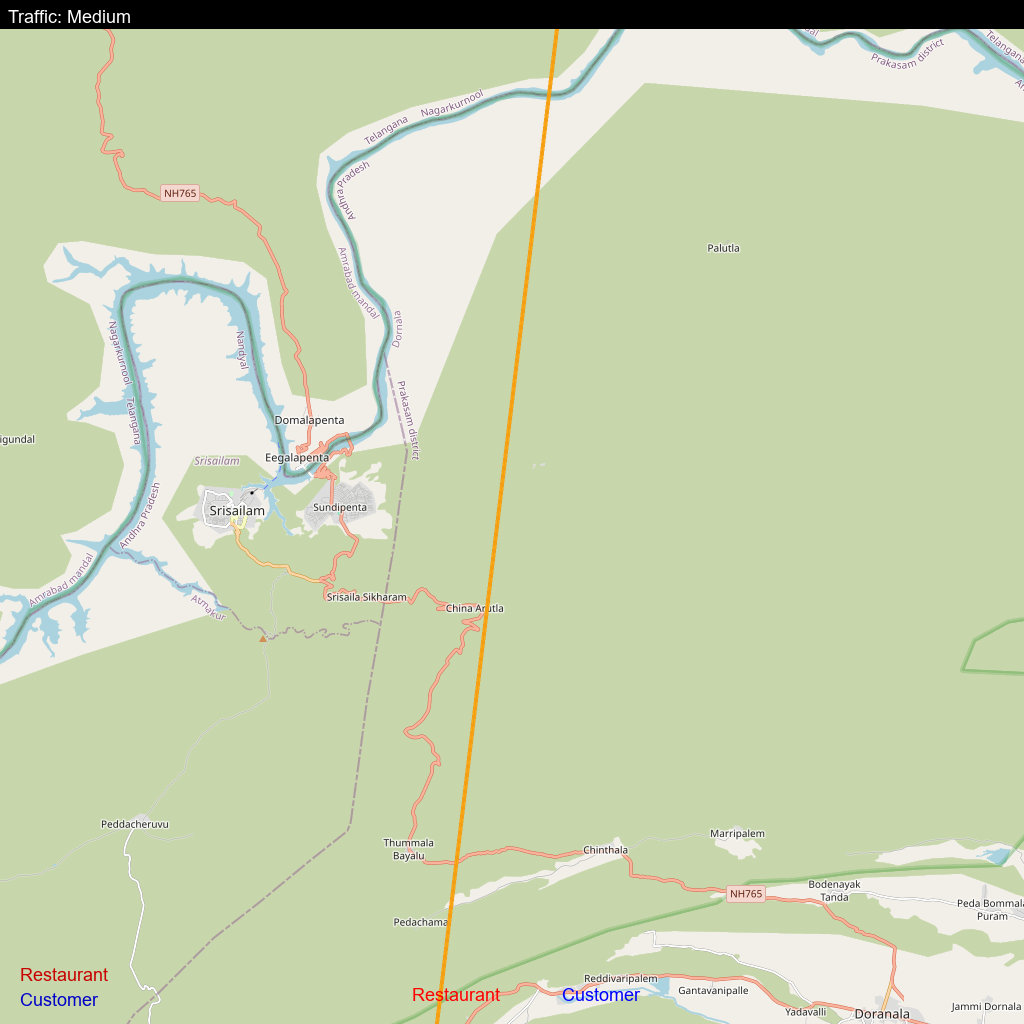 Traffic: Medium
Prakasam district
Telangana
Telangana Nagarkurnool
Andhra Pradesh
NH765
Palutla
Amrabad mandal
Dornala
Nagarkurnool Telangana
Nandyal
Prakasam district
Domalapenta
igundal
Eegalapenta
Srisailam
Srisailam
Sundipenta
Andhra Pradesh
Amrabad mandal
Atmakur
Srisaila Sikharam
China Arutla
Peddacheruvu
Thummala
Bayalu
Chinthala
Marripalem
Bodenayak
Tanda
NH765
Peda Bommala
Puram
Pedachama
Restaurant
Customer
Restaurant
Customer
Reddivaripalem
Gantavanipalle
Yadavalli
Doranala
Jammi Dornala